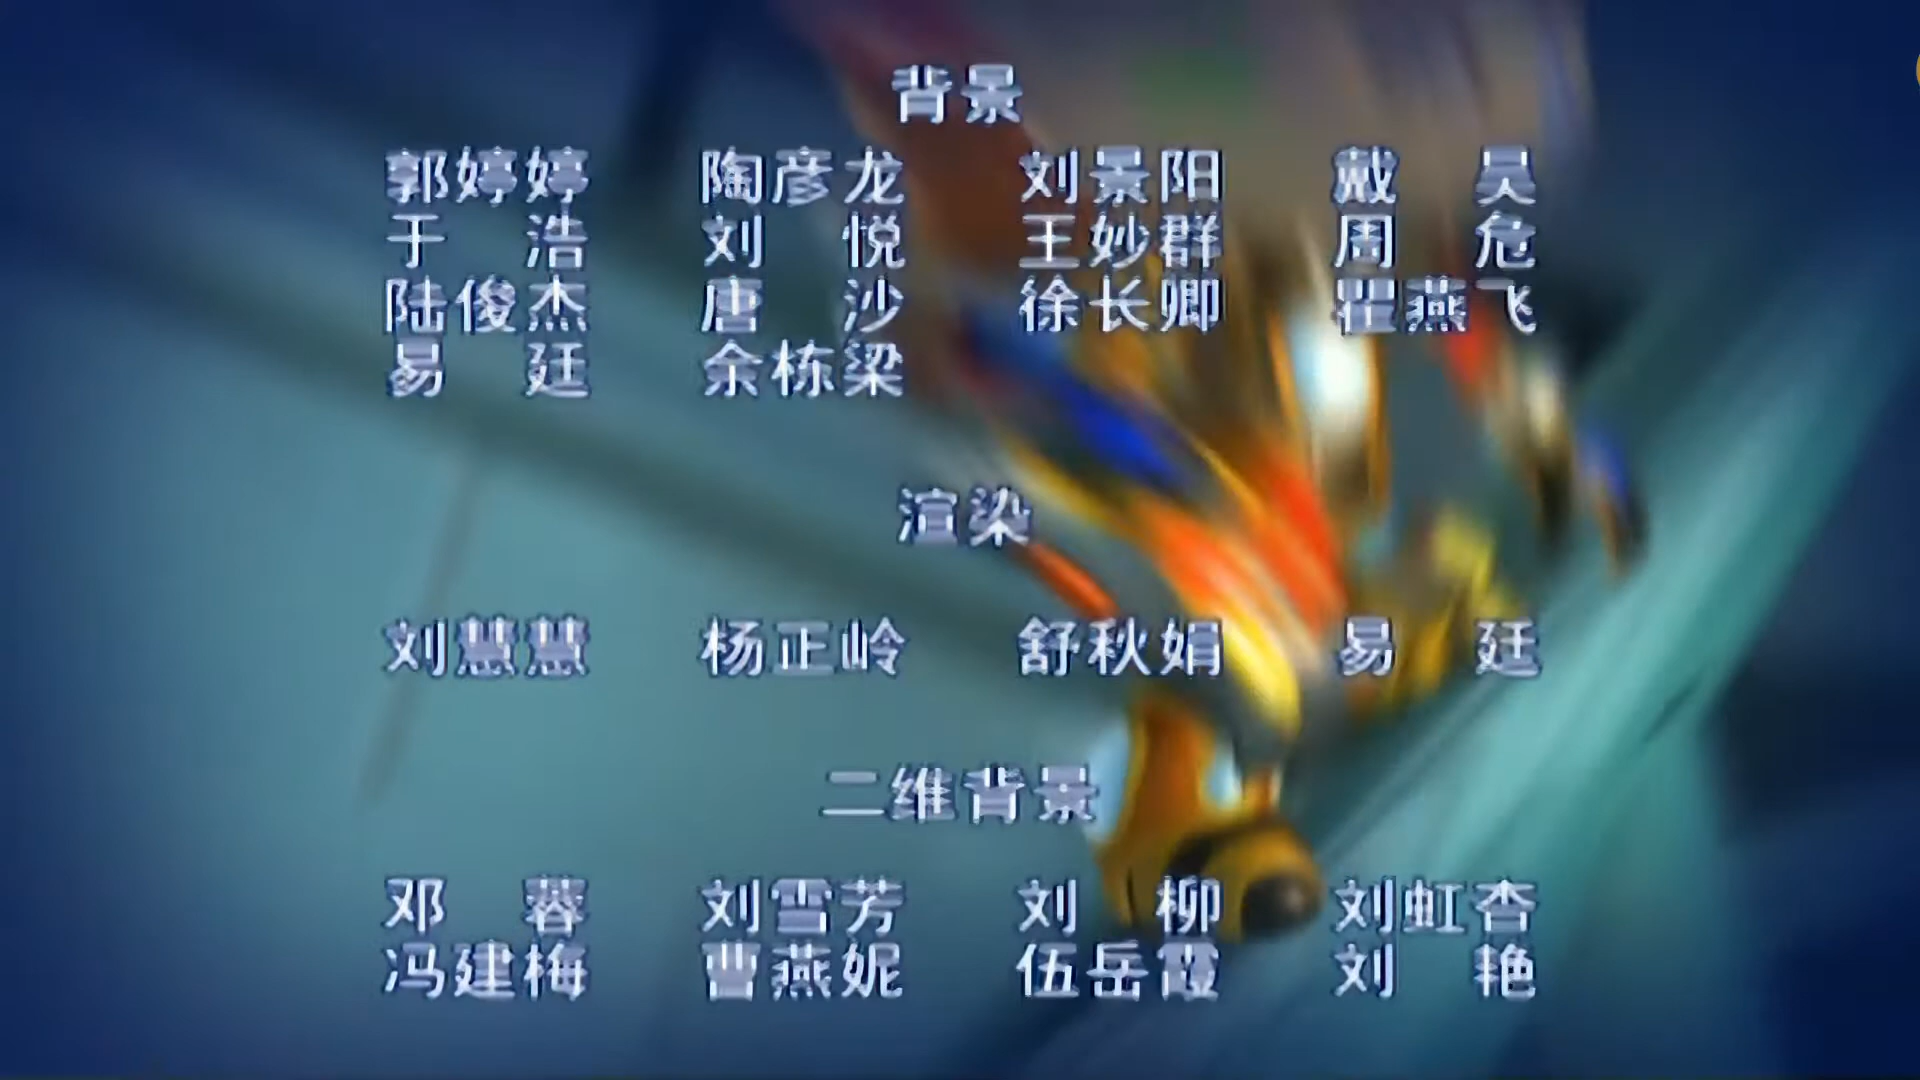 背景
郭婷婷 陶彦龙 刘景阳 戴昊
于浩 刘悦 王妙群 周危
陆俊杰 唐沙 徐长卿 瞿燕飞
易廷 余栋梁
渲染
刘慧慧 杨正岭 舒秋娟 易廷
二维背景
邓蓉 刘雪芳 刘柳 刘虹杏
冯建梅 曹燕妮 伍岳霞 刘艳